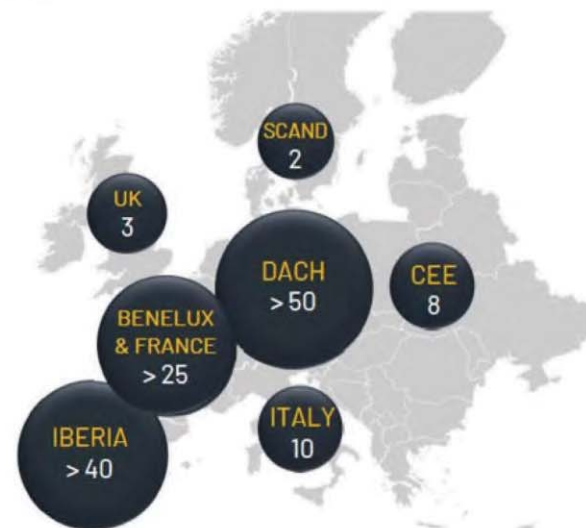 SCAND
2
UK
3
DACH
> 50
CEE
8
BENELUX
& FRANCE
> 25
ITALY
10
IBERIA
> 40